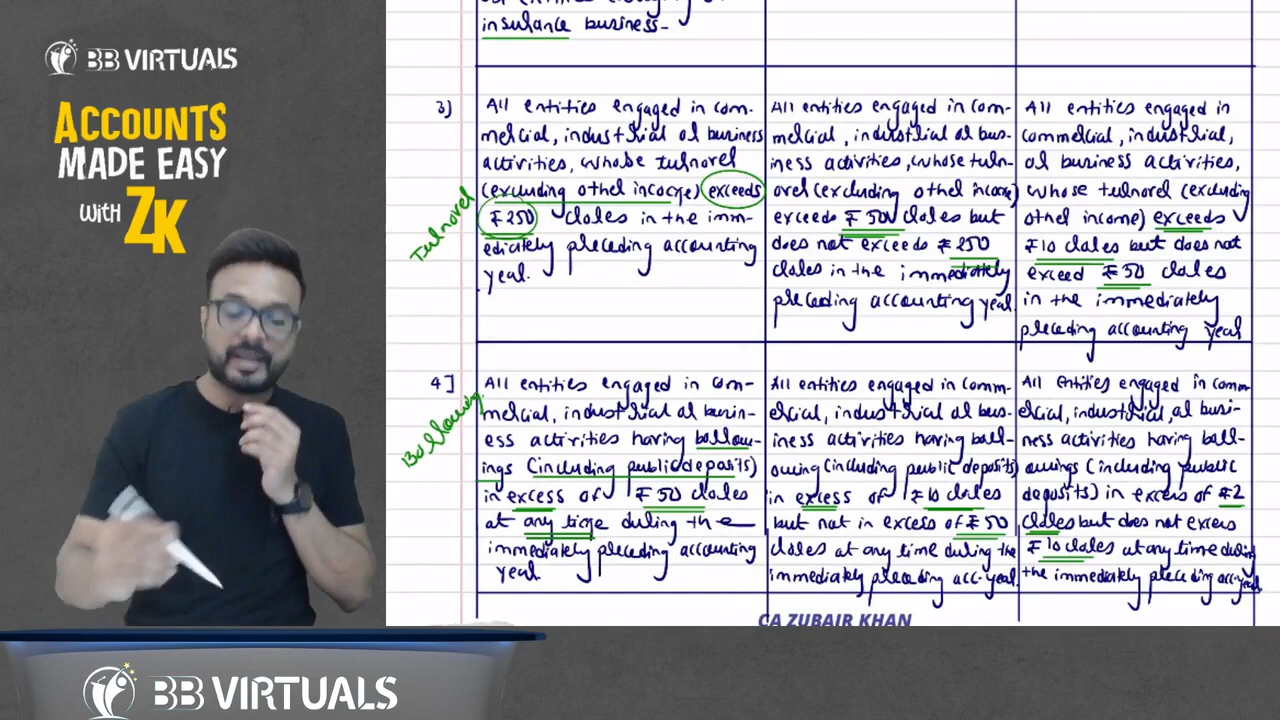 BB VIRTUALS
ACCOUNTS
MADE EASY
WITH ZK
insurance business-
3)
All entities engaged in com-
mercial, industrial or business
activities, whose turnover
(excluding other income) exceeds
₹250 crores in the imm-
ediately preceding accounting
year.
Turnover
All entities engaged in com-
mercial, industrial or bus-
iness activities, whose turn-
over (excluding other income)
exceeds ₹ 50 crores but
does not exceeds ₹ 250
crores in the immediately
preceding accounting year.
All entities engaged in
commercial, industrial,
or business activities,
whose turnover (excluding
other income) exceeds
₹10 crores but does not
exceed ₹ 50 crores
in the immediately
preceding accounting year
4]
All entities engaged in com-
mercial, industrial or busin-
ess activities having borrow-
ings (including public deposits)
in excess of ₹ 50 crores
at any time during the
immediately preceding accounting
year
Borrowing
All entities engaged in comm-
ercial, industrial or bus-
iness activities having borr-
owing (including public deposits)
in excess of ₹10 crores
but not in excess of ₹ 50
crores at any time during the
immediately preceding acc-year.
All Entities engaged in comm-
ercial, industrial, or busi-
ness activities having borr-
owings (including public
deposits) in excess of ₹2
crores but does not excess
₹ 10 crores at any time during
the immediately preceding acc-year
CA ZUBAIR KHAN
BB VIRTUALS